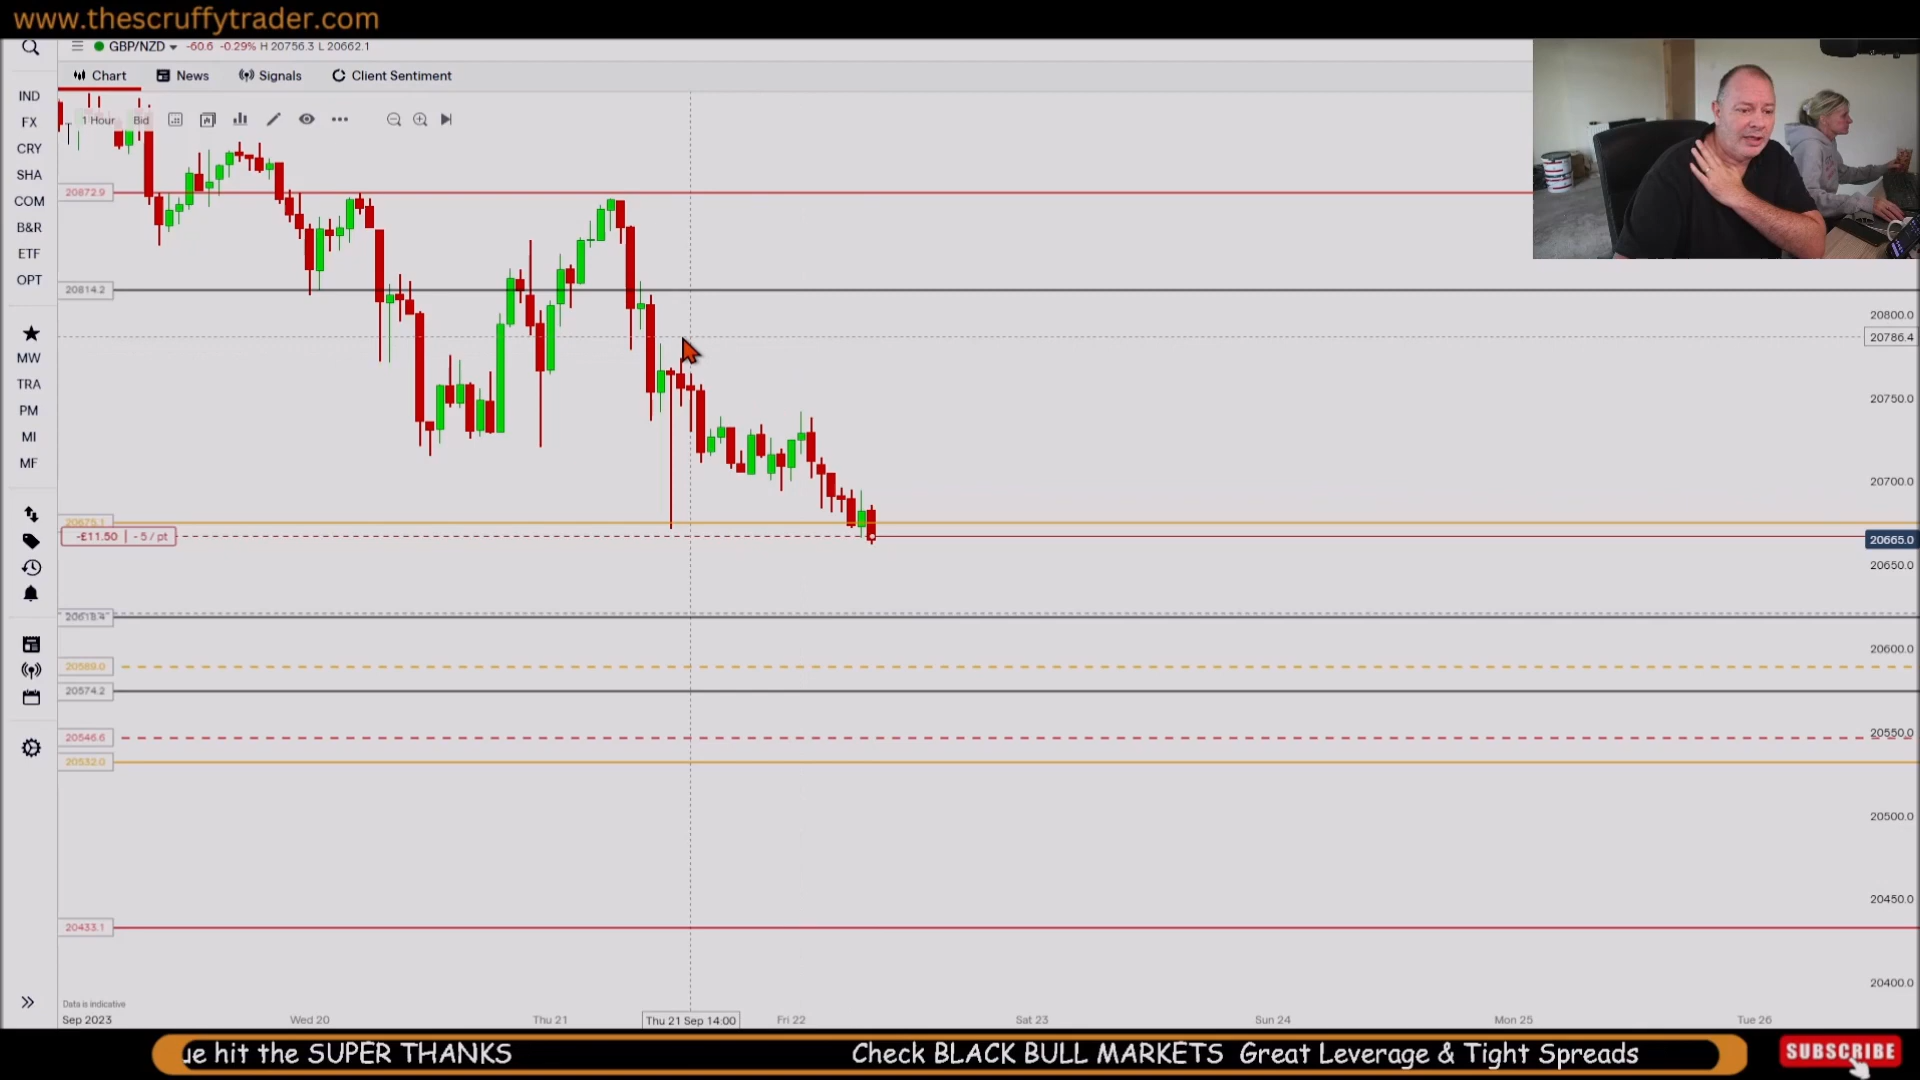 www.thescruffytrader.com
GBP/NZD -60.6 -0.29% H 20756.3 L 20662.1
Chart News Signals Client Sentiment
1 Hour Bid
IND
FX
CRY
SHA
COM
B&R
ETF
OPT
MW
TRA
PM
MI
MF
20872.9
20814.2
20675.1
-£11.50 | - 5 / pt
20618.4
20589.0
20574.2
20546.6
20532.0
20433.1
20800.0
20786.4
20750.0
20700.0
20665.0
20650.0
20600.0
20550.0
20500.0
20450.0
20400.0
Data is indicative
Sep 2023 Wed 20 Thu 21 Thu 21 Sep 14:00 Fri 22 Sat 23 Sun 24 Mon 25 Tue 26
ue hit the SUPER THANKS Check BLACK BULL MARKETS Great Leverage & Tight Spreads
SUBSCRIBE